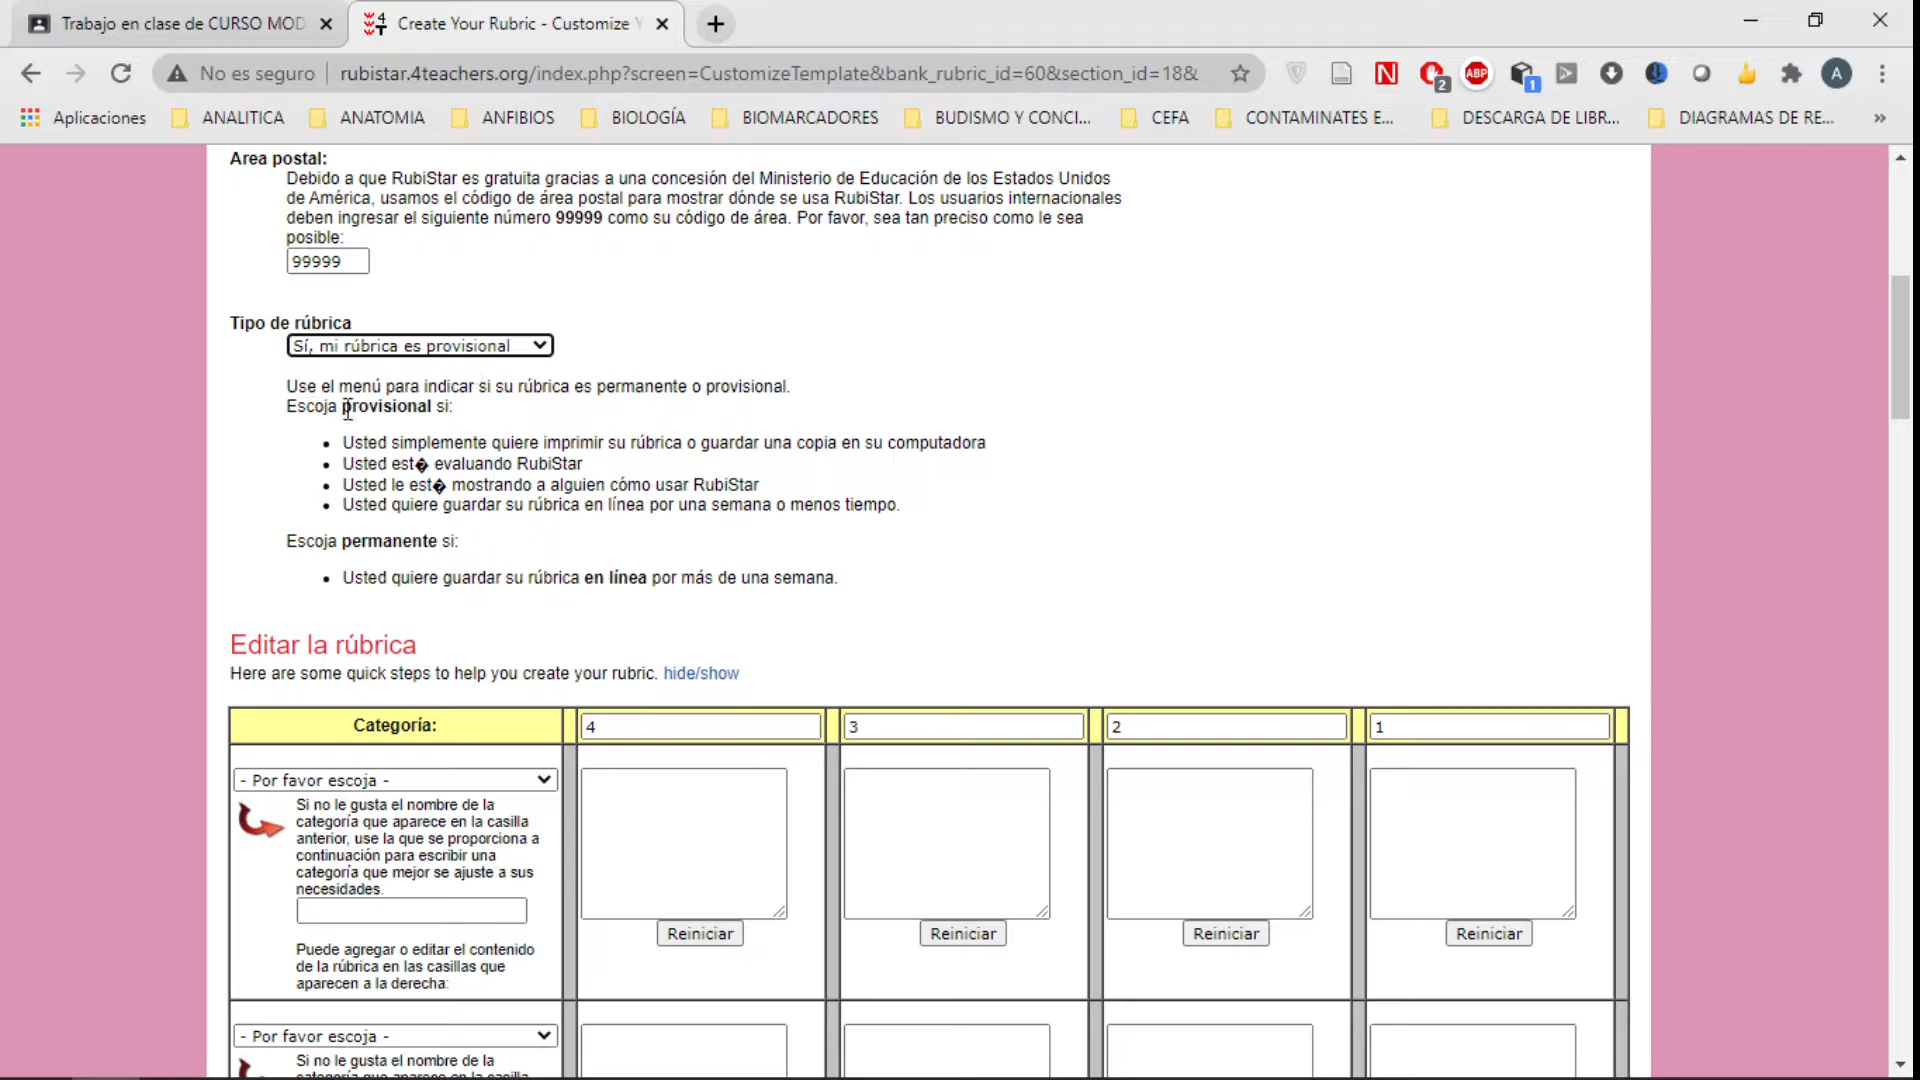 Trabajo en clase de CURSO MOD
Create Your Rubric - Customize Y
No es seguro
rubistar.4teachers.org/index.php?screen=CustomizeTemplate&bank_rubric_id=60&section_id=18&
N
2
ABP
1
A
Aplicaciones
ANALITICA
ANATOMIA
ANFIBIOS
BIOLOGÍA
BIOMARCADORES
BUDISMO Y CONCI...
CEFA
CONTAMINATES E...
DESCARGA DE LIBR...
DIAGRAMAS DE RE...
»
Area postal:
Debido a que RubiStar es gratuita gracias a una concesión del Ministerio de Educación de los Estados Unidos
de América, usamos el código de área postal para mostrar dónde se usa RubiStar. Los usuarios internacionales
deben ingresar el siguiente número 99999 como su código de área. Por favor, sea tan preciso como le sea
posible:
99999
Tipo de rúbrica
Sí, mi rúbrica es provisional
Use el menú para indicar si su rúbrica es permanente o provisional.
Escoja provisional si:
• Usted simplemente quiere imprimir su rúbrica o guardar una copia en su computadora
• Usted est� evaluando RubiStar
• Usted le est� mostrando a alguien cómo usar RubiStar
• Usted quiere guardar su rúbrica en línea por una semana o menos tiempo.
Escoja permanente si:
• Usted quiere guardar su rúbrica en línea por más de una semana.
Editar la rúbrica
Here are some quick steps to help you create your rubric. hide/show
Categoría:
4
3
2
1
- Por favor escoja -
Si no le gusta el nombre de la
categoría que aparece en la casilla
anterior, use la que se proporciona a
continuación para escribir una
categoría que mejor se ajuste a sus
necesidades.
Puede agregar o editar el contenido
de la rúbrica en las casillas que
aparecen a la derecha:
Reiniciar
Reiniciar
Reiniciar
Reiniciar
- Por favor escoja -
Si no le gusta el nombre de la
categoría que aparece en la casilla